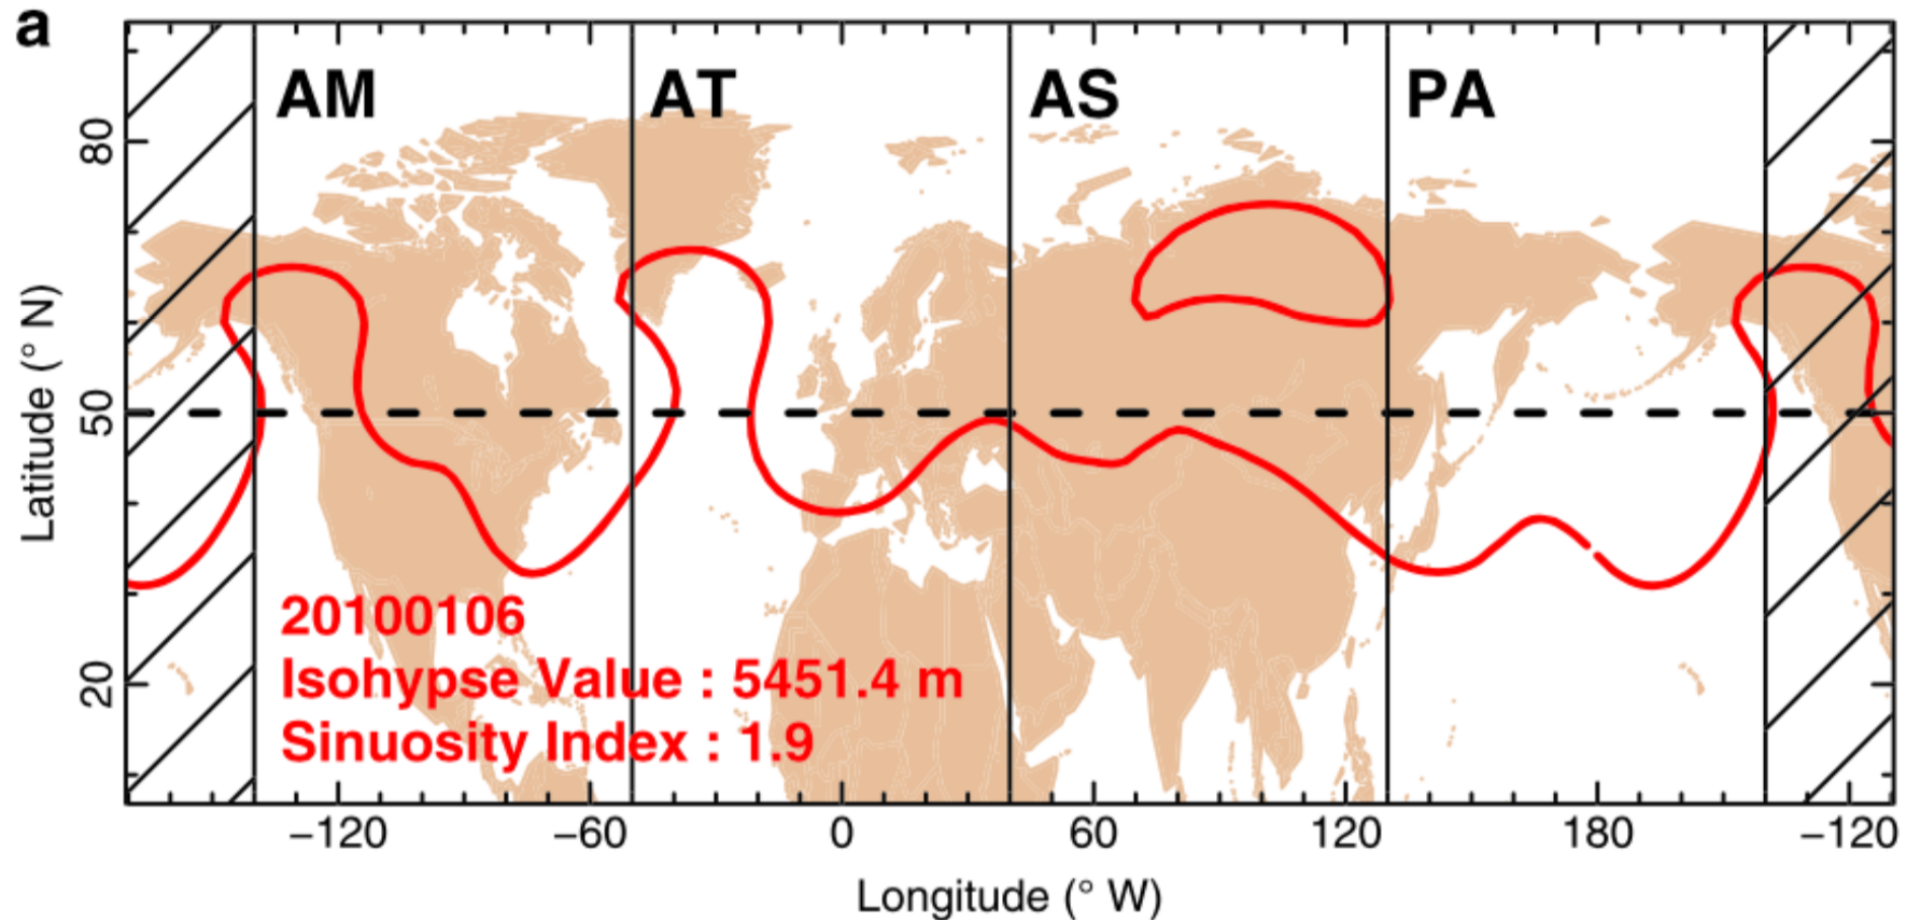 a
AM AT AS PA
80
50
20
Latitude (° N)
20100106
Isohypse Value : 5451.4 m
Sinuosity Index : 1.9
−120 −60 0 60 120 180 −120
Longitude (° W)